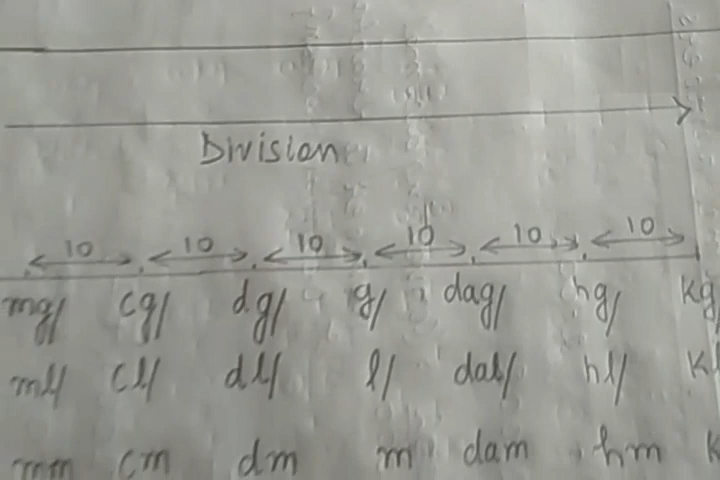 Division
10 10 10 10 10 10
mg/ cg/ dg/ g/ dag/ hg/ kg/
ml/ cl/ dl/ l/ dal/ hl/ kl
mm cm dm m dam hm k